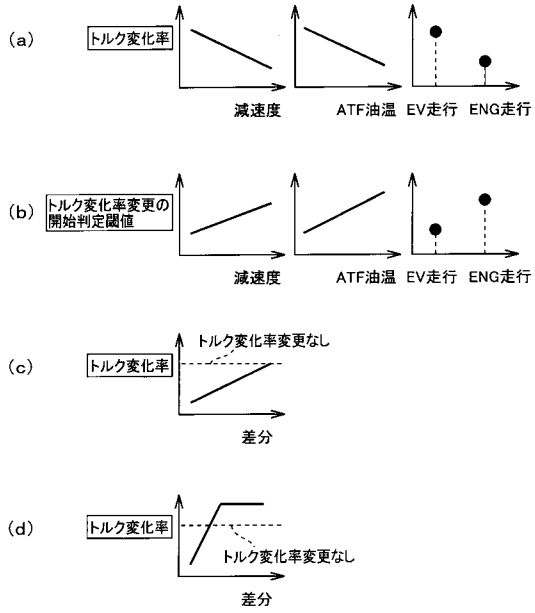 (a)
トルク変化率
減速度
ATF油温
EV走行
ENG走行
(b)
トルク変化率変更の
開始判定閾値
減速度
ATF油温
EV走行
ENG走行
(c)
トルク変化率変更なし
トルク変化率
差分
(d)
トルク変化率
トルク変化率変更なし
差分